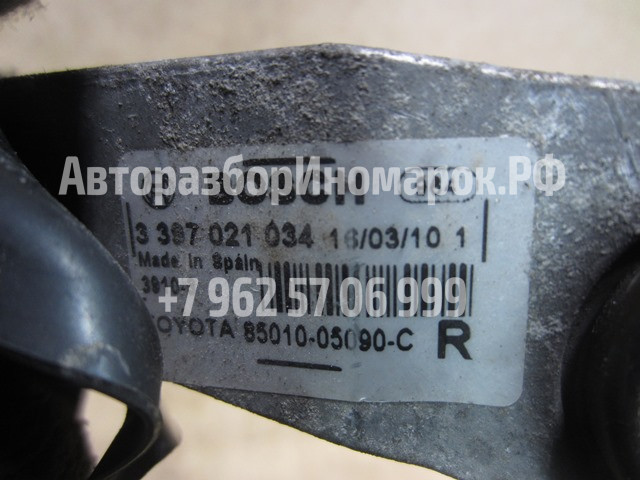 АвторазборИномарок.РФ
BOSCH
3 397 021 034 16/03/10 1
Made in Spain
+7 962 57 06 999
TOYOTA 85010-05090-C R